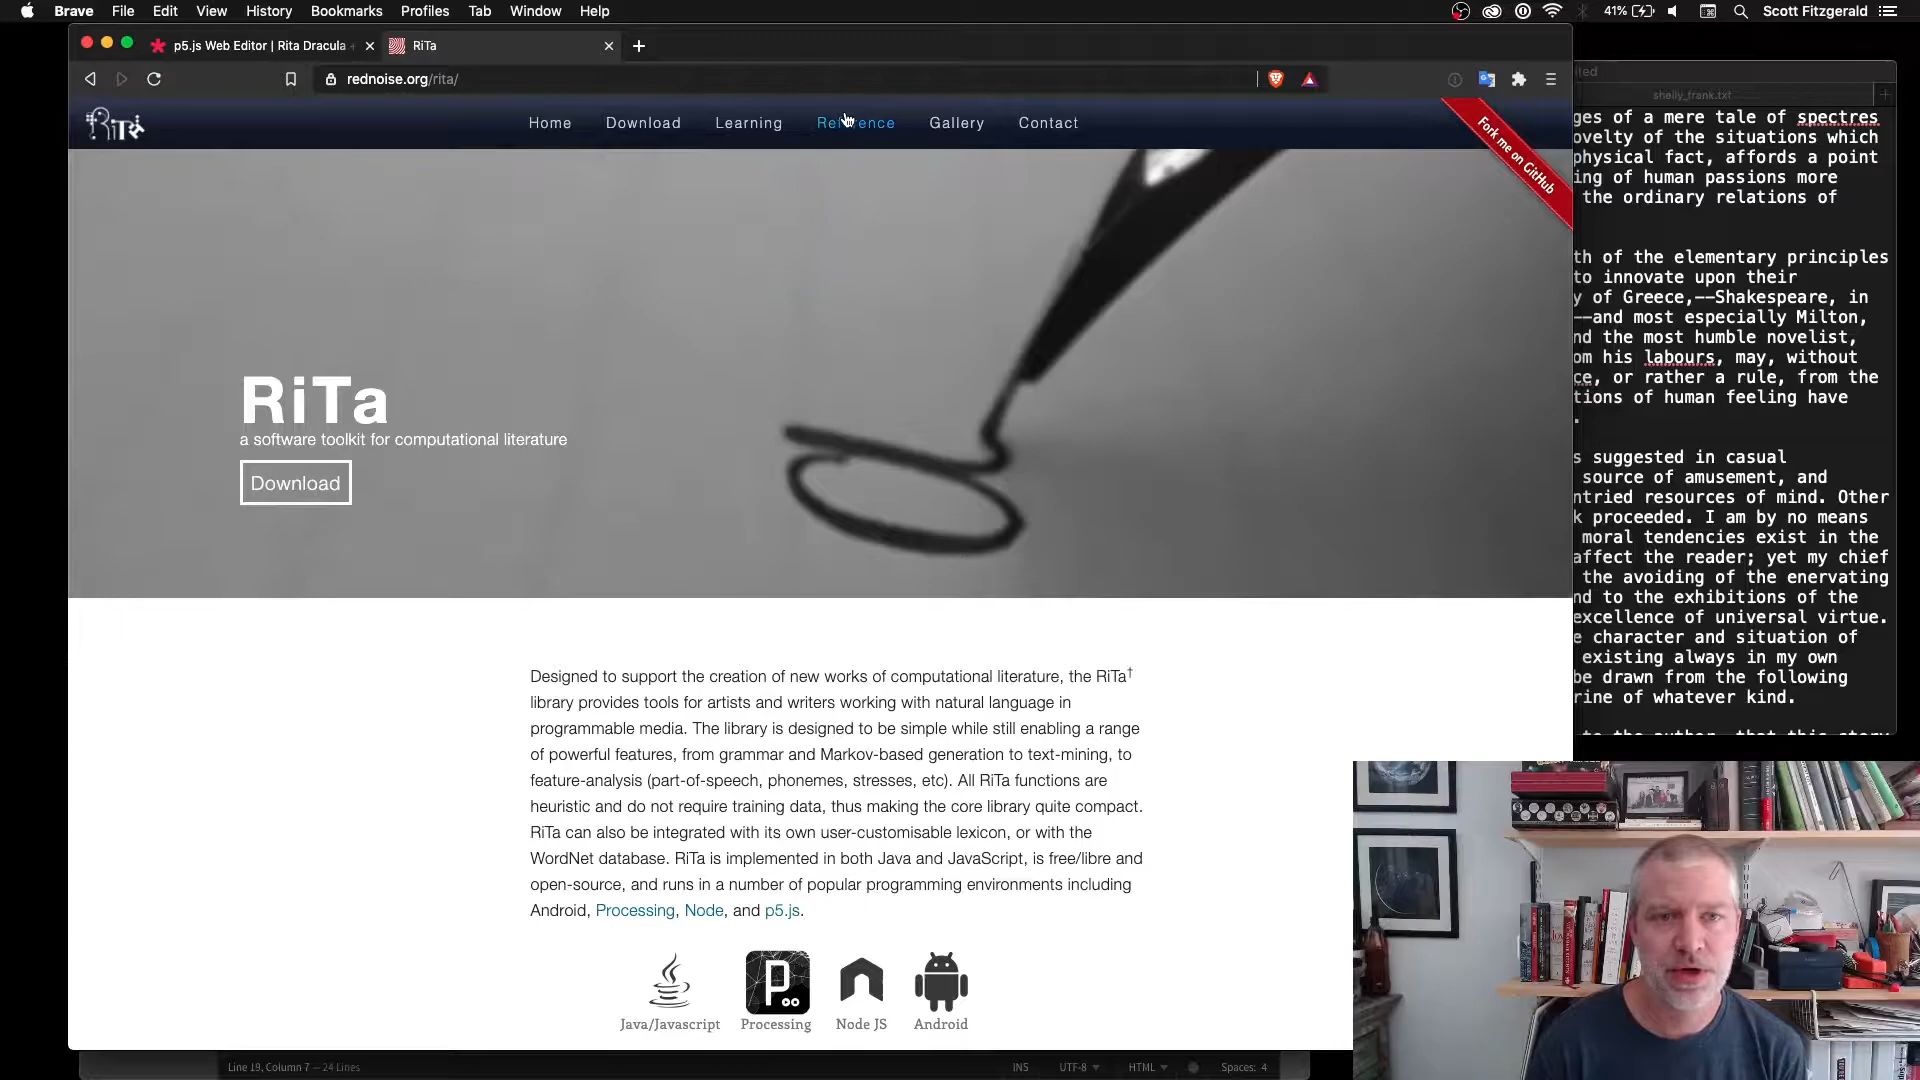 Brave File Edit View History Bookmarks Profiles Tab Window Help 41% Scott Fitzgerald
p5.js Web Editor | Rita Dracula RiTa
rednoise.org/rita/
RiTa Home Download Learning Reference Gallery Contact
Fork me on GitHub
RiTa
a software toolkit for computational literature
Download
Designed to support the creation of new works of computational literature, the RiTa†
library provides tools for artists and writers working with natural language in
programmable media. The library is designed to be simple while still enabling a range
of powerful features, from grammar and Markov-based generation to text-mining, to
feature-analysis (part-of-speech, phonemes, stresses, etc). All RiTa functions are
heuristic and do not require training data, thus making the core library quite compact.
RiTa can also be integrated with its own user-customisable lexicon, or with the
WordNet database. RiTa is implemented in both Java and JavaScript, is free/libre and
open-source, and runs in a number of popular programming environments including
Android, Processing, Node, and p5.js.
Java/Javascript Processing Node JS Android
Line 19, Column 7 — 24 Lines INS UTF-8 HTML Spaces: 4
shelly_frank.txt
of a mere tale of spectres
of the situations which
physical fact, affords a point
of human passions more
the ordinary relations of
of the elementary principles
to innovate upon their
of Greece,--Shakespeare, in
--and most especially Milton,
the most humble novelist,
his labours, may, without
or rather a rule, from the
of human feeling have
suggested in casual
source of amusement, and
resources of mind. Other
proceeded. I am by no means
moral tendencies exist in the
affect the reader; yet my chief
the avoiding of the enervating
to the exhibitions of the
excellence of universal virtue.
character and situation of
existing always in my own
be drawn from the following
of whatever kind.
to the author, that this story